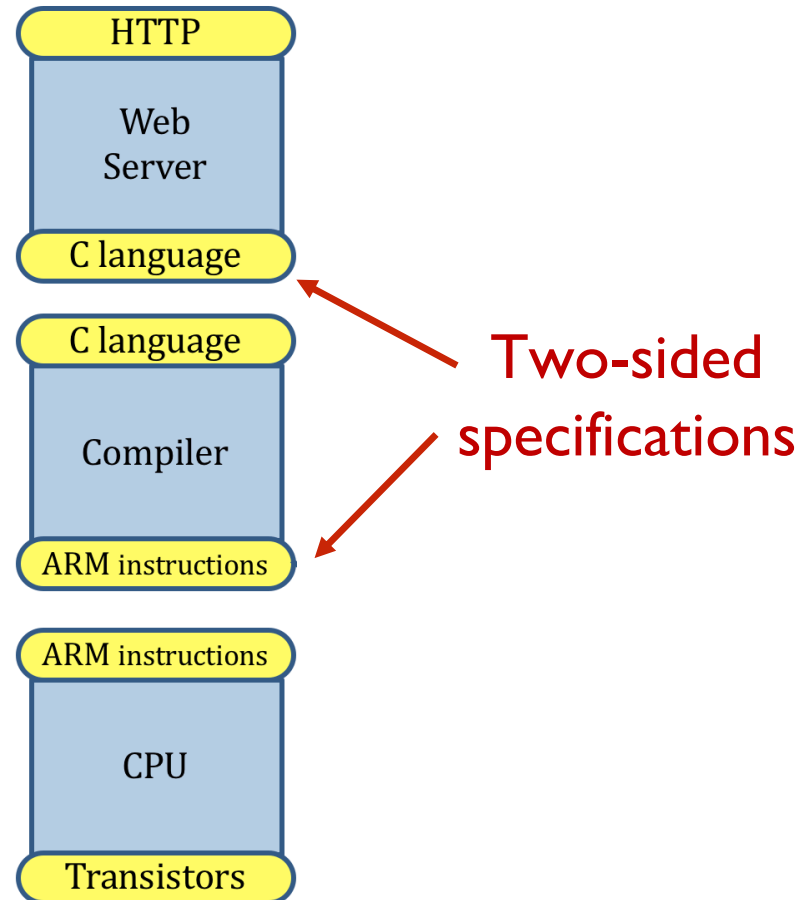 HTTP
Web
Server
C language
C language
Compiler
ARM instructions
ARM instructions
CPU
Transistors
Two-sided
specifications